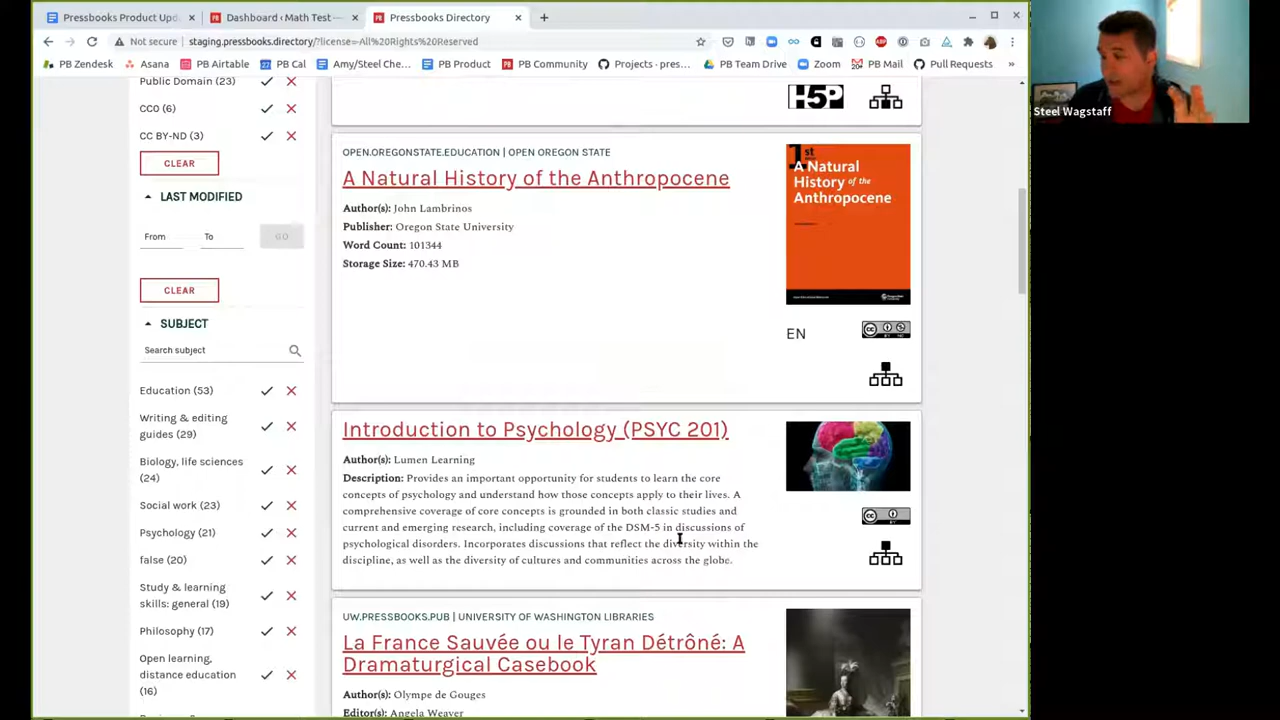 Pressbooks Product Upd
Dashboard ‹ Math Test —
Pressbooks Directory
Not secure
staging.pressbooks.directory/?license=All%20Rights%20Reserved
PB Zendesk
Asana
PB Airtable
PB Cal
Amy/Steel Che…
PB Product
PB Community
Projects · pres…
PB Team Drive
Zoom
PB Mail
Pull Requests
»
Steel Wagstaff
Public Domain (23)
CC0 (6)
CC BY-ND (3)
CLEAR
LAST MODIFIED
From
To
GO
CLEAR
SUBJECT
Search subject
Education (53)
Writing & editing
guides (29)
Biology, life sciences
(24)
Social work (23)
Psychology (21)
false (20)
Study & learning
skills: general (19)
Philosophy (17)
Open learning,
distance education
(16)
H5P
OPEN.OREGONSTATE.EDUCATION | OPEN OREGON STATE
A Natural History of the Anthropocene
Author(s): John Lambrinos
Publisher: Oregon State University
Word Count: 101344
Storage Size: 470.43 MB
1st
A Natural
History of the
Anthropocene
EN
Introduction to Psychology (PSYC 201)
Author(s): Lumen Learning
Description: Provides an important opportunity for students to learn the core
concepts of psychology and understand how those concepts apply to their lives. A
comprehensive coverage of core concepts is grounded in both classic studies and
current and emerging research, including coverage of the DSM-5 in discussions of
psychological disorders. Incorporates discussions that reflect the diversity within the
discipline, as well as the diversity of cultures and communities across the globe.
UW.PRESSBOOKS.PUB | UNIVERSITY OF WASHINGTON LIBRARIES
La France Sauvée ou le Tyran Détrôné: A
Dramaturgical Casebook
Author(s): Olympe de Gouges
Editor(s): Angela Weaver